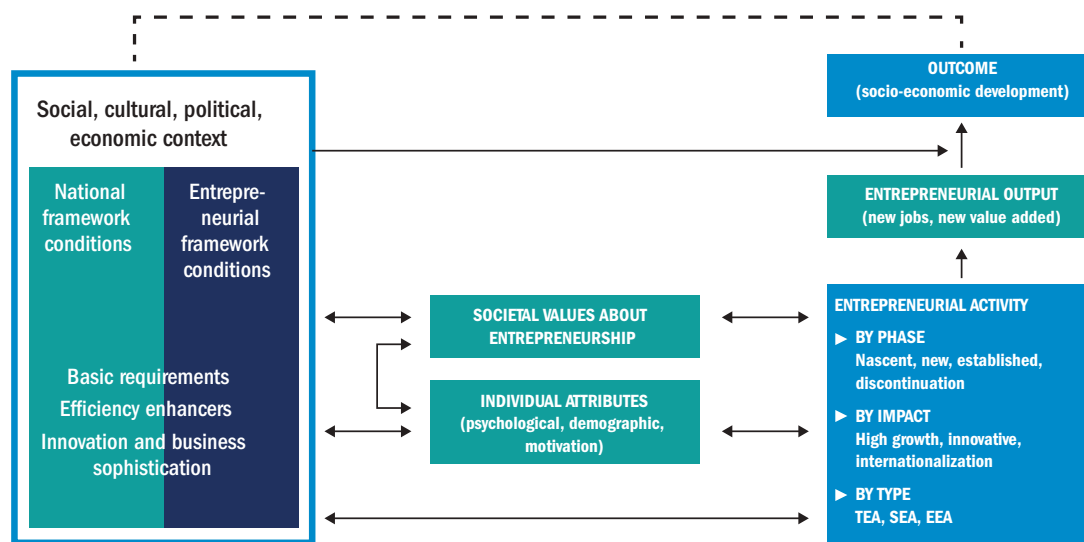 Social, cultural, political,
economic context
National
framework
conditions
Entrepre-
neurial
framework
conditions
Basic requirements
Efficiency enhancers
Innovation and business
sophistication
SOCIETAL VALUES ABOUT
ENTREPRENEURSHIP
INDIVIDUAL ATTRIBUTES
(psychological, demographic,
motivation)
OUTCOME
(socio-economic development)
ENTREPRENEURIAL OUTPUT
(new jobs, new value added)
ENTREPRENEURIAL ACTIVITY
► BY PHASE
Nascent, new, established,
discontinuation
► BY IMPACT
High growth, innovative,
internationalization
► BY TYPE
TEA, SEA, EEA